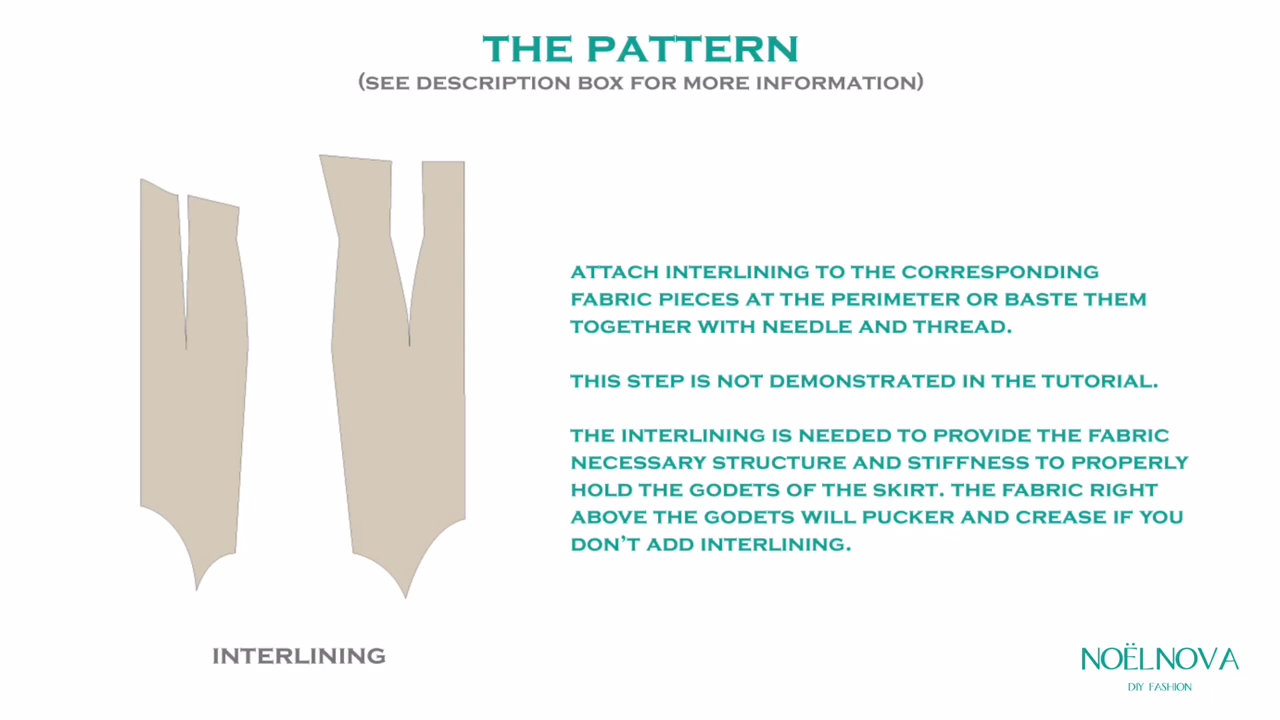 THE PATTERN
(SEE DESCRIPTION BOX FOR MORE INFORMATION)
ATTACH INTERLINING TO THE CORRESPONDING
FABRIC PIECES AT THE PERIMETER OR BASTE THEM
TOGETHER WITH NEEDLE AND THREAD.
THIS STEP IS NOT DEMONSTRATED IN THE TUTORIAL.
THE INTERLINING IS NEEDED TO PROVIDE THE FABRIC
NECESSARY STRUCTURE AND STIFFNESS TO PROPERLY
HOLD THE GODETS OF THE SKIRT. THE FABRIC RIGHT
ABOVE THE GODETS WILL PUCKER AND CREASE IF YOU
DON'T ADD INTERLINING.
INTERLINING
NOËLNOVA
DIY FASHION